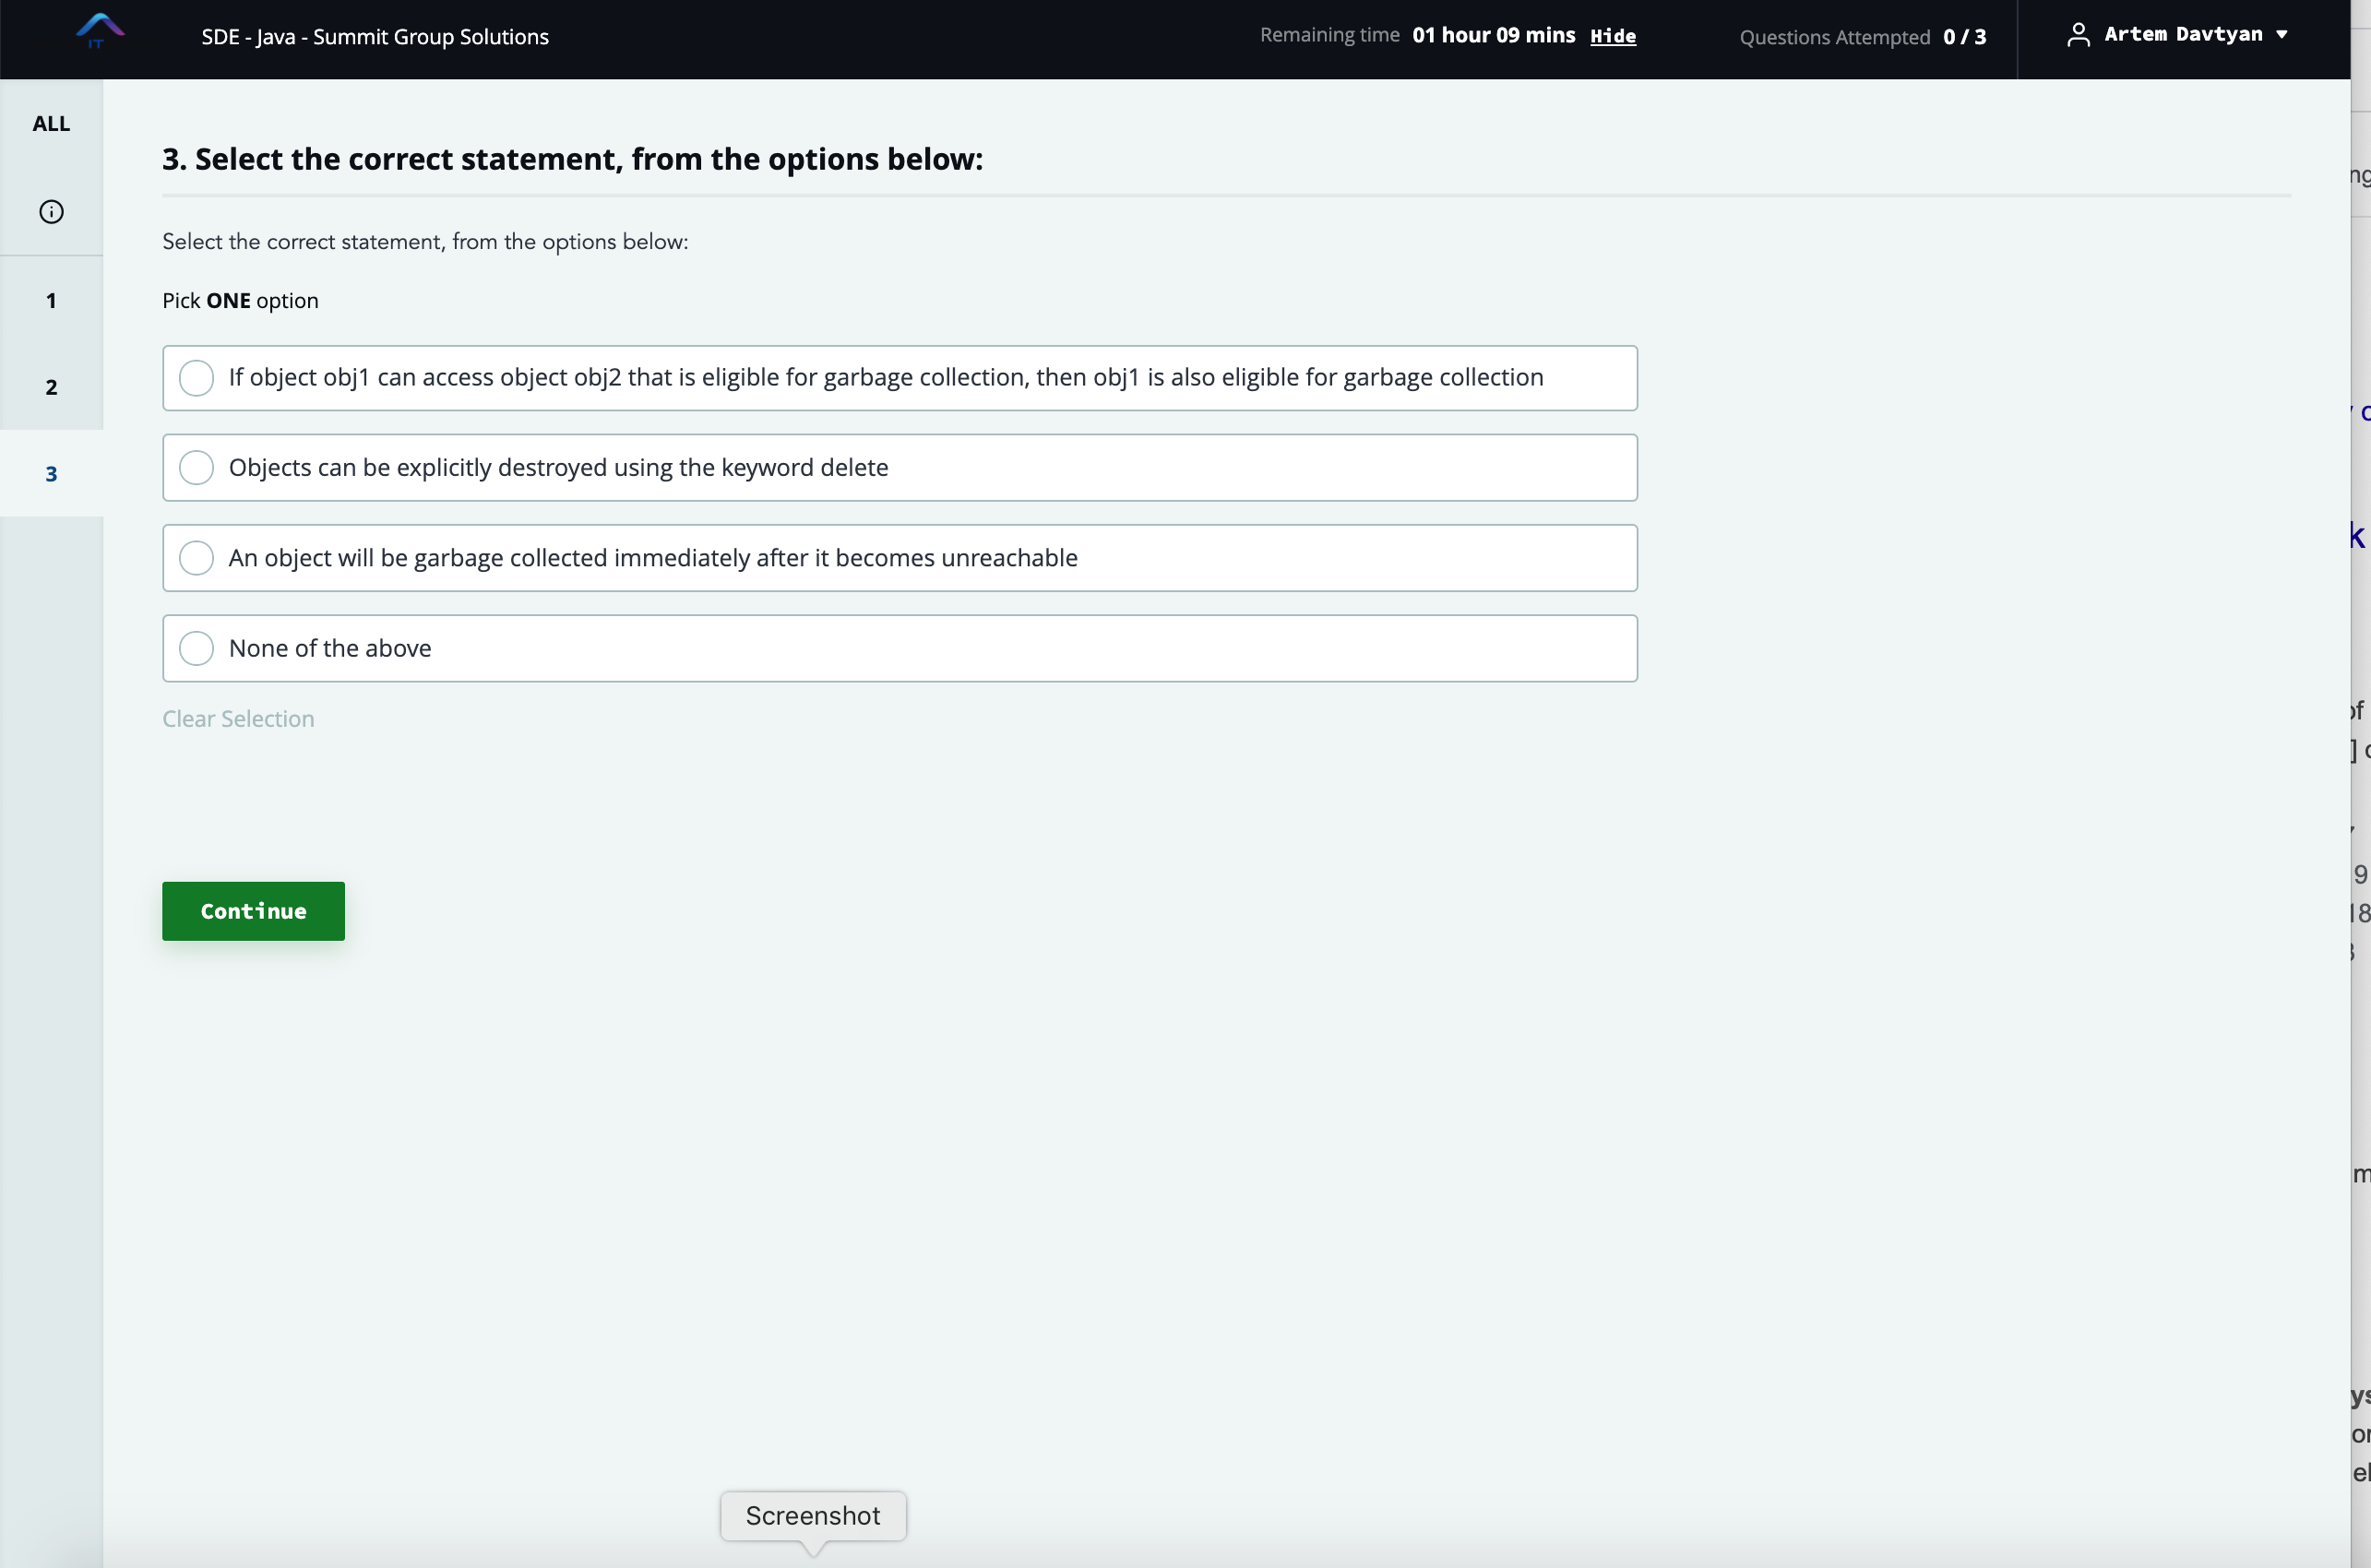 IT
SDE - Java - Summit Group Solutions
Remaining time 01 hour 09 mins Hide
Questions Attempted 0 / 3
Artem Davtyan
ALL
1
2
3
3. Select the correct statement, from the options below:
Select the correct statement, from the options below:
Pick ONE option
If object obj1 can access object obj2 that is eligible for garbage collection, then obj1 is also eligible for garbage collection
Objects can be explicitly destroyed using the keyword delete
An object will be garbage collected immediately after it becomes unreachable
None of the above
Clear Selection
Continue
Screenshot